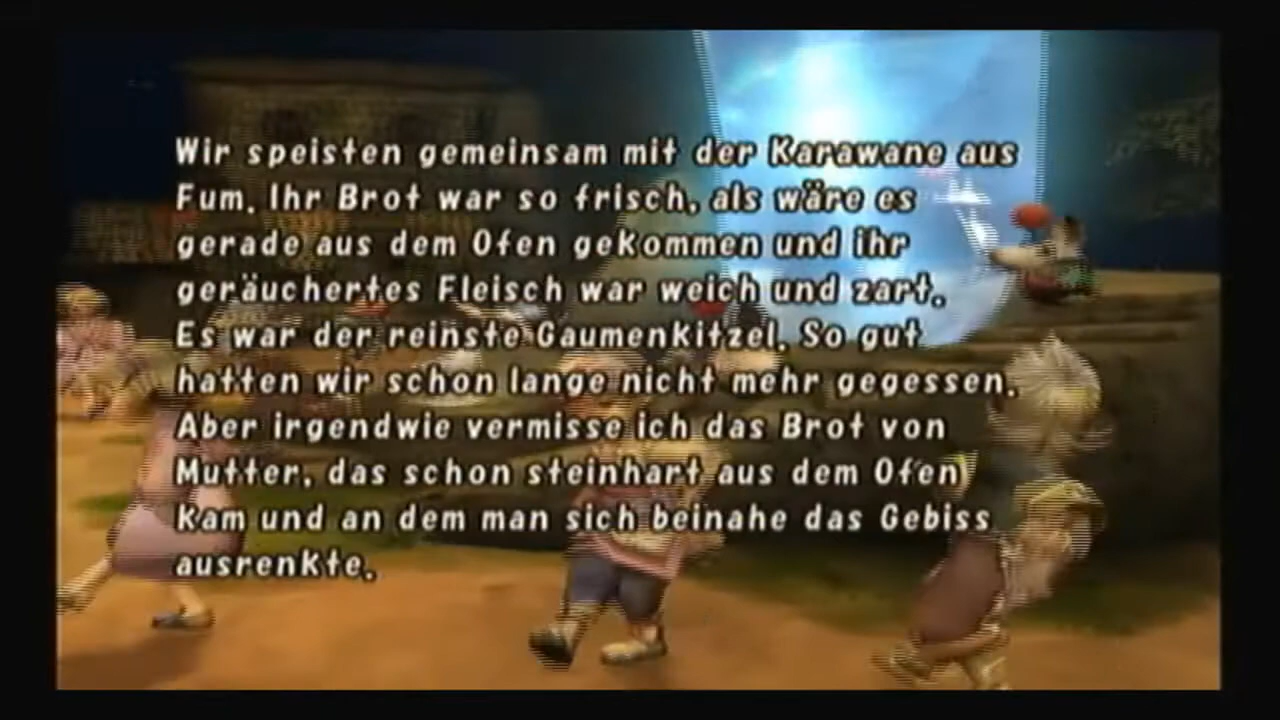 Wir speisten gemeinsam mit der Karawane aus
Fum. Ihr Brot war so frisch, als wäre es
gerade aus dem Ofen gekommen und ihr
geräuchertes Fleisch war weich und zart.
Es war der reinste Gaumenkitzel. So gut
hatten wir schon lange nicht mehr gegessen.
Aber irgendwie vermisse ich das Brot von
Mutter, das schon steinhart aus dem Ofen
kam und an dem man sich beinahe das Gebiss
ausrenkte.